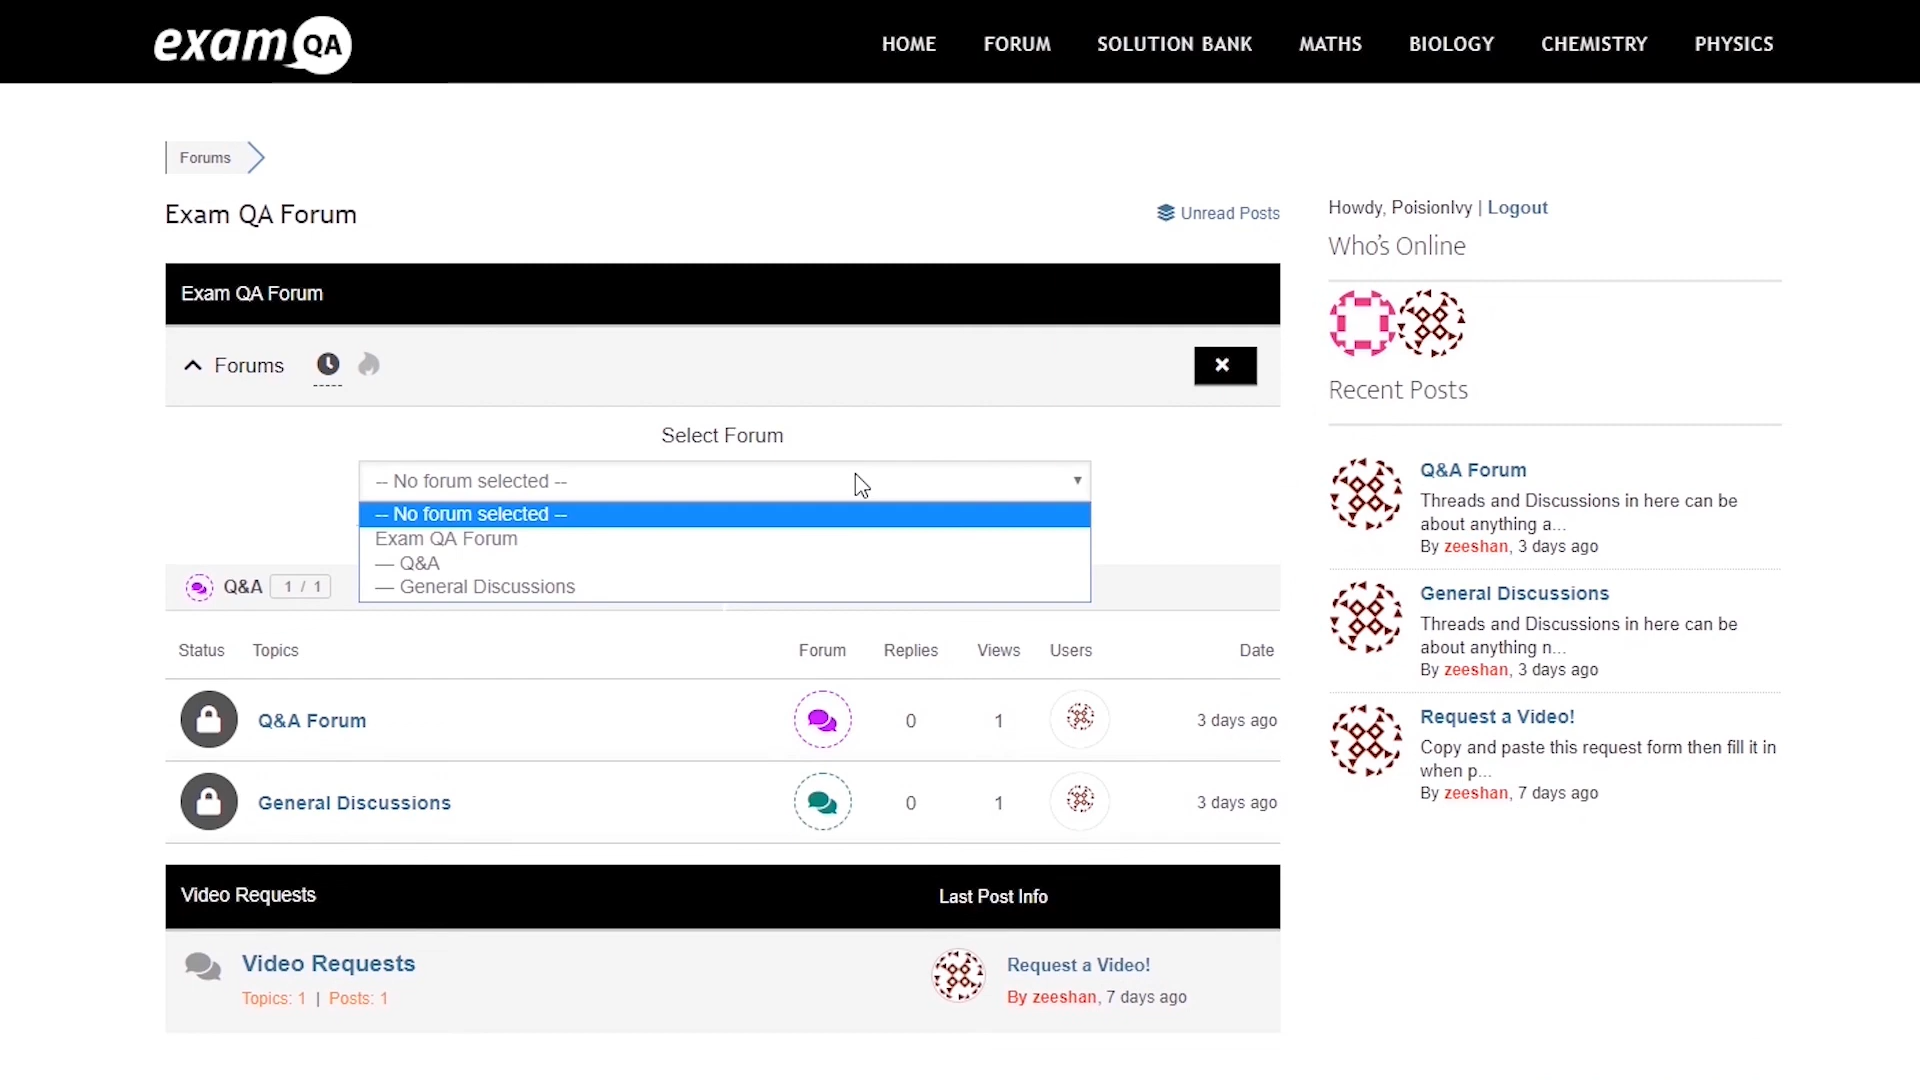 exam QA
HOME FORUM SOLUTION BANK MATHS BIOLOGY CHEMISTRY PHYSICS
Forums
Exam QA Forum
Unread Posts
Exam QA Forum
Forums
Select Forum
-- No forum selected --
-- No forum selected --
Exam QA Forum
— Q&A
— General Discussions
Q&A 1 / 1
Status Topics Forum Replies Views Users Date
Q&A Forum 0 1 3 days ago
General Discussions 0 1 3 days ago
Video Requests Last Post Info
Video Requests
Topics: 1 | Posts: 1
Request a Video!
By zeeshan, 7 days ago
Howdy, PoisionIvy | Logout
Who's Online
Recent Posts
Q&A Forum
Threads and Discussions in here can be
about anything a...
By zeeshan, 3 days ago
General Discussions
Threads and Discussions in here can be
about anything n...
By zeeshan, 3 days ago
Request a Video!
Copy and paste this request form then fill it in
when p...
By zeeshan, 7 days ago